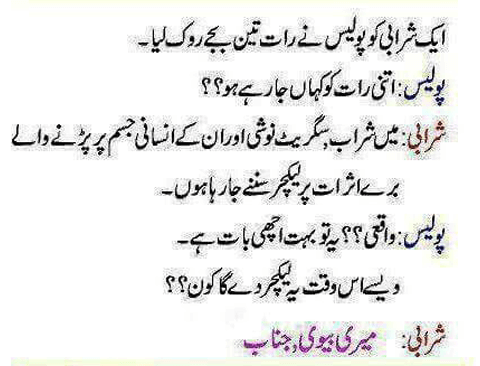 ایک شرابی کو پولیس نے رات تین بجے روک لیا۔
پولیس: اتنی رات کو کہاں جا رہے ہو؟؟
شرابی: میں شراب, سگریٹ نوشی اور ان کے انسانی جسم پر پڑنے والے
برے اثرات پر لیکچر سننے جا رہا ہوں۔
پولیس: واقعی؟؟ یہ تو بہت اچھی بات ہے۔
ویسے اس وقت یہ لیکچر دے گا کون؟؟
شرابی: میری بیوی, جناب